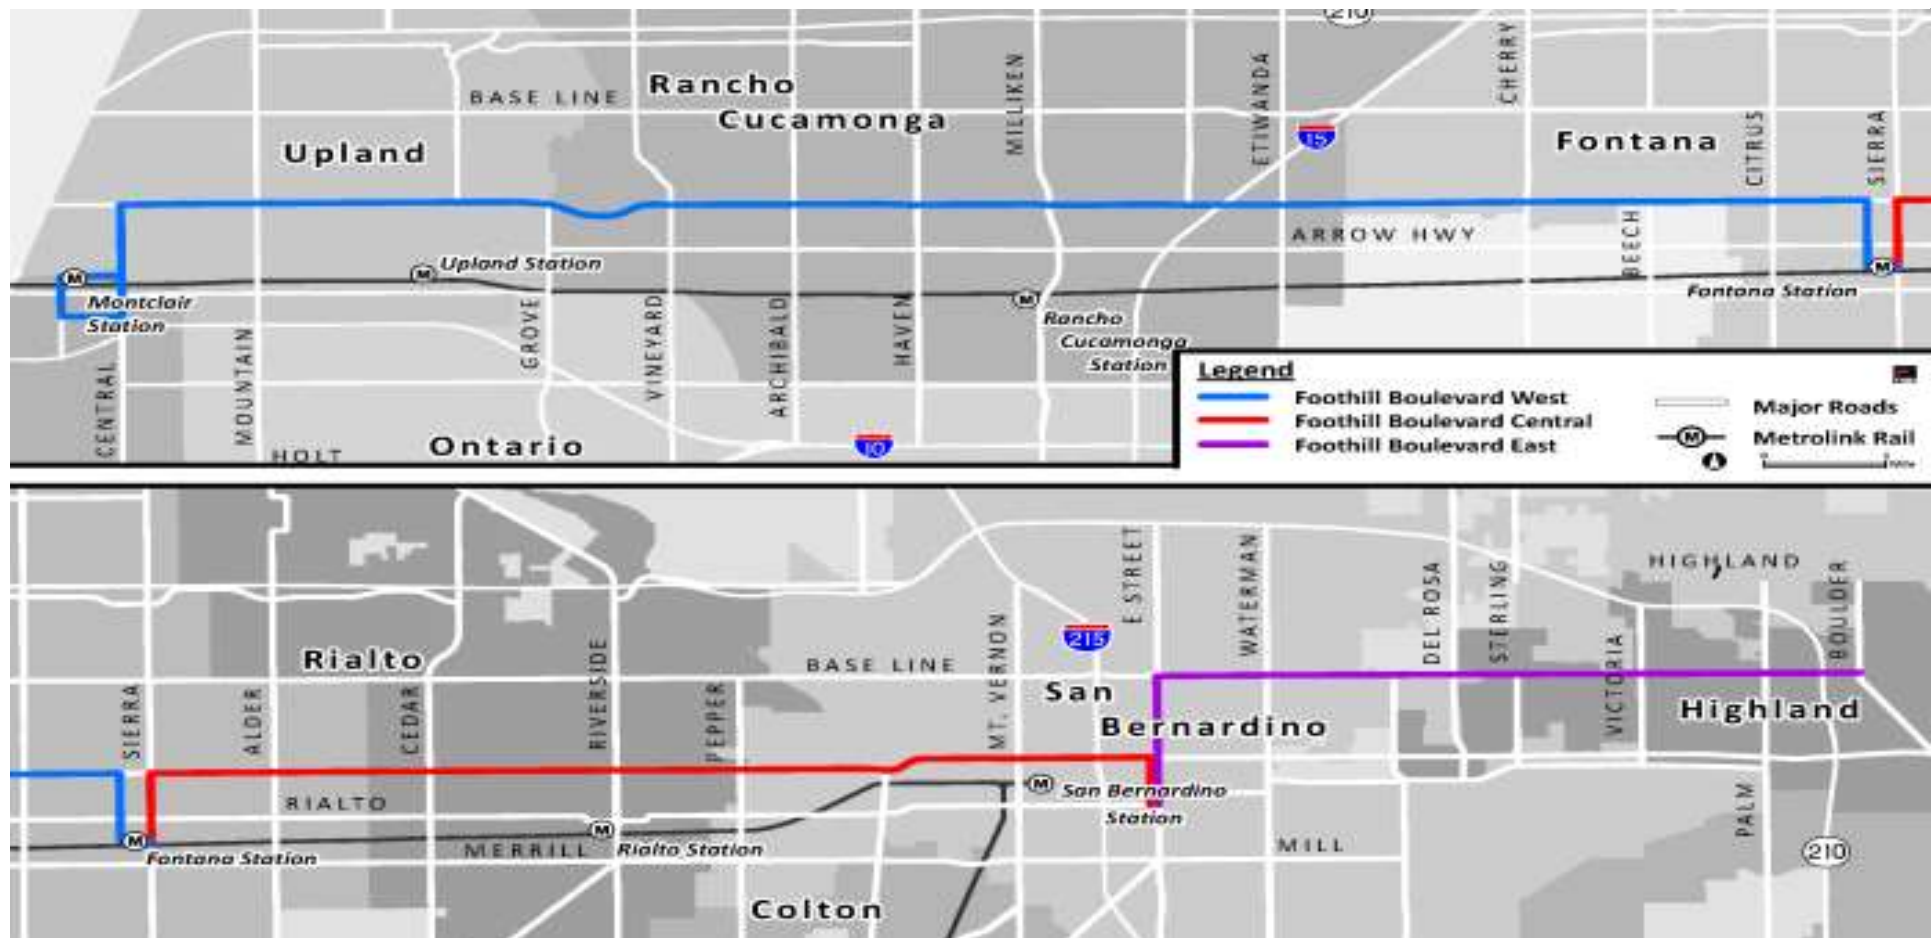 210
Rancho
Cucamonga
BASE LINE
Upland
MILLIKEN
ETIWANDA
15
CHERRY
Fontana
CITRUS
SIERRA
ARROW HWY
BEECH
Upland Station
Montclair
Station
Fontana Station
Rancho
Cucamonga
Station
CENTRAL
MOUNTAIN
GROVE
VINEYARD
ARCHIBALD
HAVEN
HOLT
Ontario
10
Legend
Foothill Boulevard West
Foothill Boulevard Central
Foothill Boulevard East
Major Roads
M Metrolink Rail
Mile
M
M
M
M
HIGHLAND
E STREET
WATERMAN
DEL ROSA
STERLING
BOULDER
215
MT. VERNON
BASE LINE
Rialto
RIVERSIDE
SIERRA
ALDER
CEDAR
PEPPER
San
Bernardino
VICTORIA
Highland
RIALTO
M
M
M
San Bernardino
Station
Fontana Station
MERRILL
Rialto Station
MILL
PALM
210
Colton